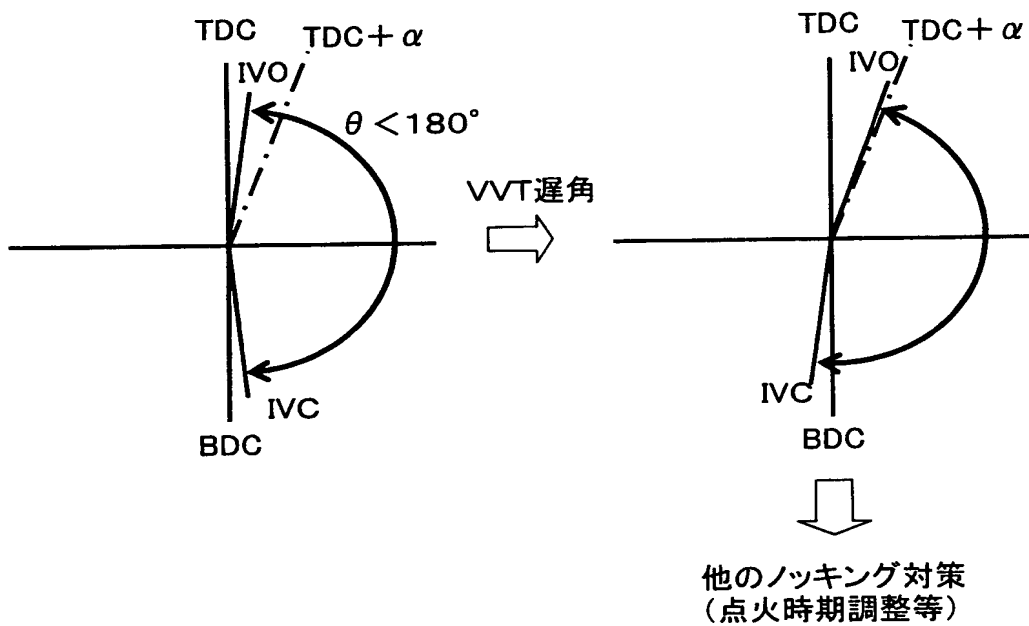 TDC
TDC+α
IVO
θ<180°
IVC
BDC
VVT遅角
TDC
TDC+α
IVO
IVC
BDC
他のノッキング対策
(点火時期調整等)